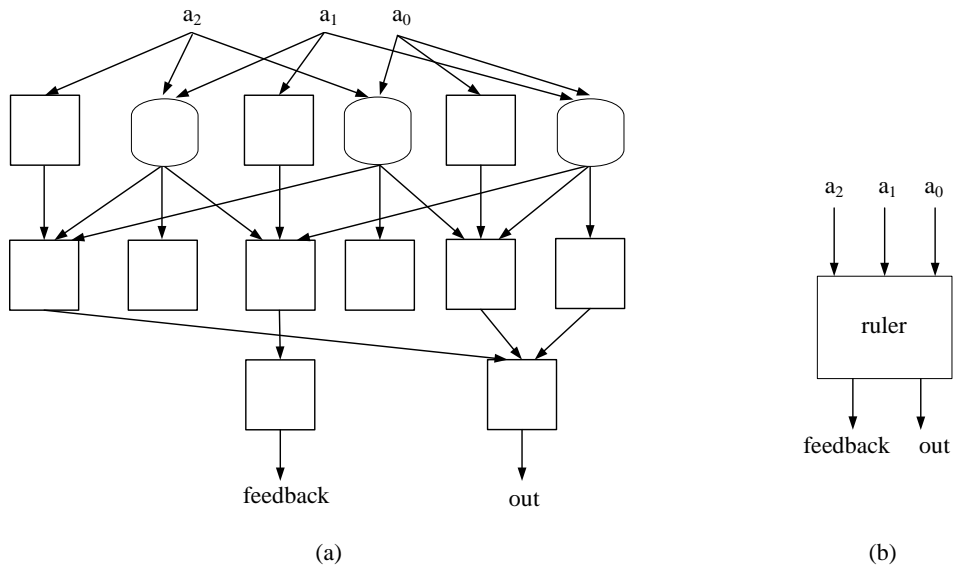 a₂ a₁ a₀
feedback out
(a)
a₂ a₁ a₀
ruler
feedback out
(b)